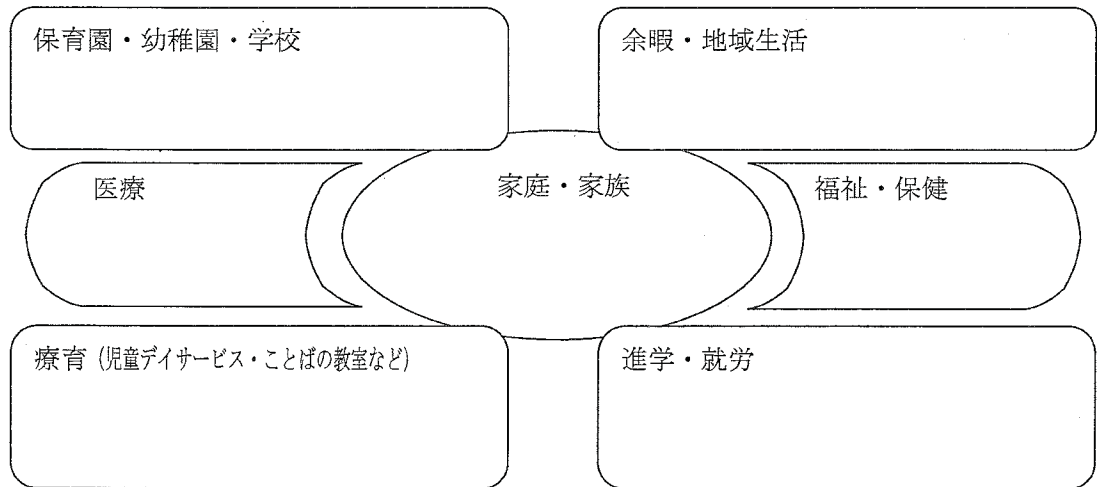 保育園・幼稚園・学校
余暇・地域生活
医療
家庭・家族
福祉・保健
療育（児童デイサービス・ことばの教室など）
進学・就労